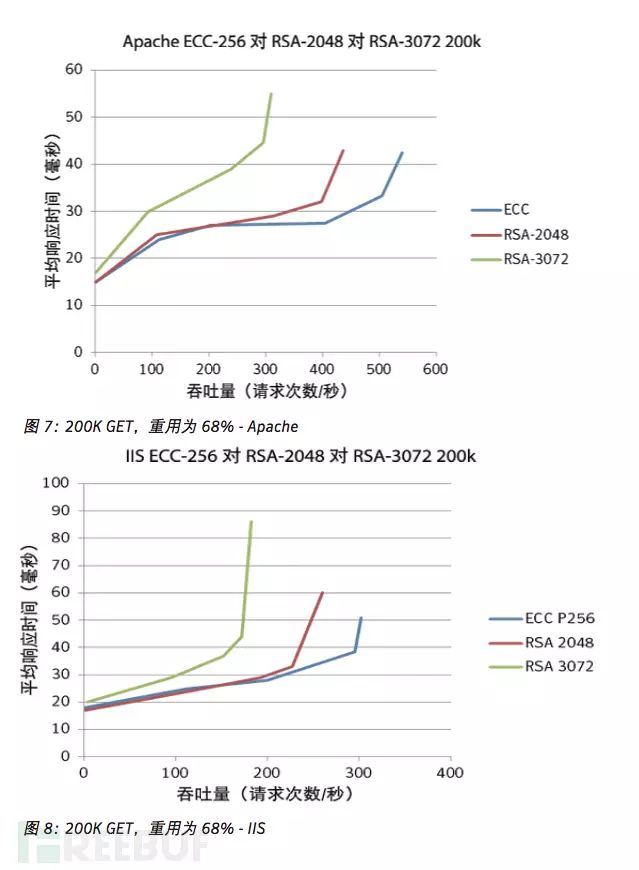 Apache ECC-256 对 RSA-2048 对 RSA-3072 200k
60
50
40
30
20
10
0
平均响应时间（毫秒）
0 100 200 300 400 500 600
吞吐量（请求次数/秒）
ECC
RSA-2048
RSA-3072
图 7：200K GET，重用为 68% - Apache
IIS ECC-256 对 RSA-2048 对 RSA-3072 200k
100
90
80
70
60
50
40
30
20
10
0
平均响应时间（毫秒）
0 100 200 300 400
吞吐量（请求次数/秒）
ECC P256
RSA 2048
RSA 3072
图 8：200K GET，重用为 68% - IIS
FREEBUF